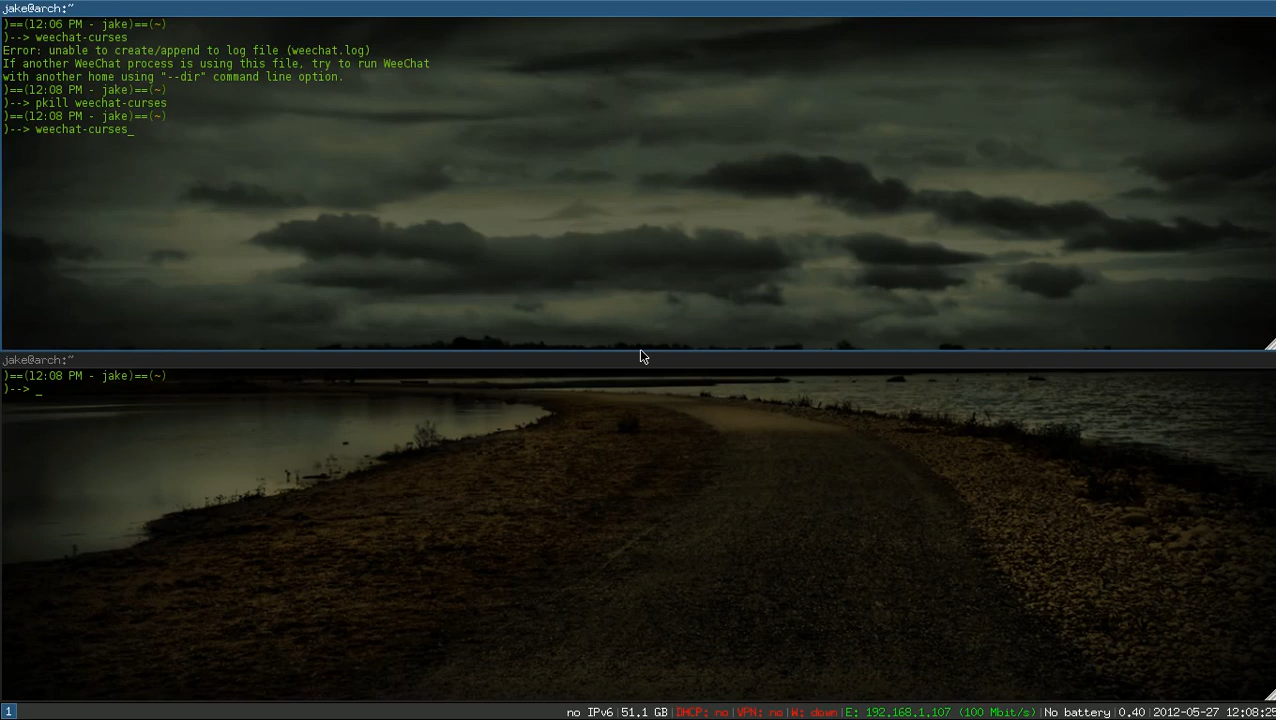 jake@arch:~
)==(12:06 PM - jake)==(~)
)--> weechat-curses
Error: unable to create/append to log file (weechat.log)
If another WeeChat process is using this file, try to run WeeChat
with another home using "--dir" command line option.
)==(12:08 PM - jake)==(~)
)--> pkill weechat-curses
)==(12:08 PM - jake)==(~)
)--> weechat-curses_
jake@arch:~
)==(12:08 PM - jake)==(~)
)--> _
1 no IPv6|51.1 GB|DHCP: no|VPN: no|W: down|E: 192.168.1.107 (100 Mbit/s)|No battery|0.40|2012-05-27 12:08:25